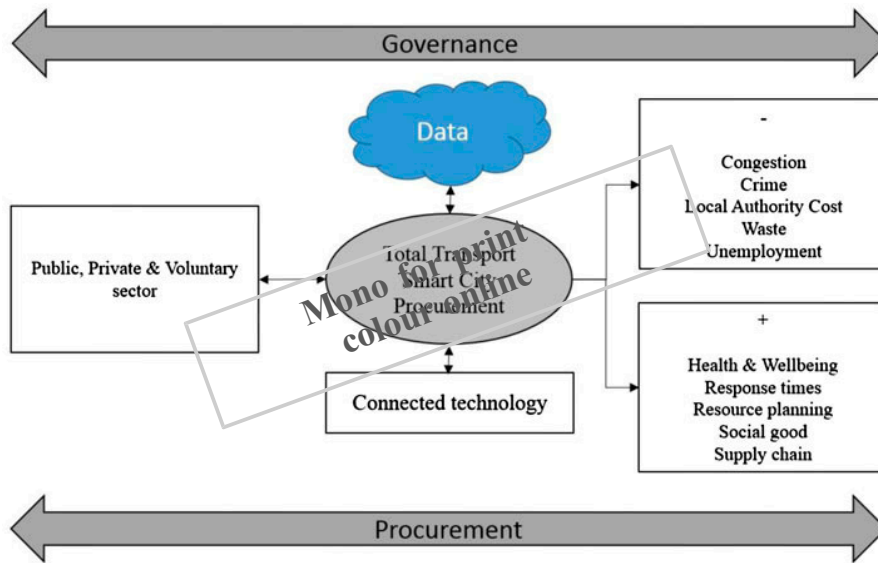 Governance
Data
-
Congestion
Crime
Local Authority Cost
Waste
Unemployment
Public, Private & Voluntary
sector
Total Transport
Smart City
Procurement
Mono for print
colour online
Connected technology
+
Health & Wellbeing
Response times
Resource planning
Social good
Supply chain
Procurement